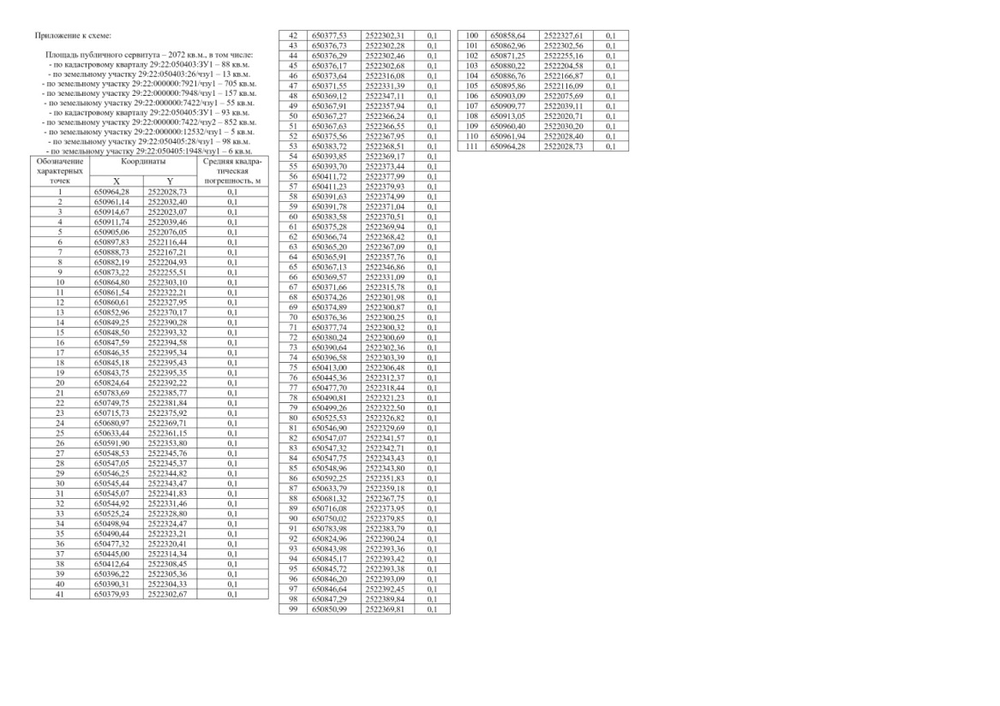 Приложение к схеме:
Площадь публичного сервитута – 2072 кв.м., в том числе:
- по кадастровому кварталу 29:22:050403:ЗУ1 – 88 кв.м.
- по земельному участку 29:22:050403:26/чзу1 – 13 кв.м.
- по земельному участку 29:22:000000:7921/чзу1 – 705 кв.м.
- по земельному участку 29:22:000000:7948/чзу1 – 157 кв.м.
- по земельному участку 29:22:000000:7422/чзу1 – 55 кв.м.
- по кадастровому кварталу 29:22:050405:ЗУ1 – 93 кв.м.
- по земельному участку 29:22:000000:7422/чзу2 – 852 кв.м.
- по земельному участку 29:22:000000:12532/чзу1 – 5 кв.м.
- по земельному участку 29:22:050405:28/чзу1 – 98 кв.м.
- по земельному участку 29:22:050405:1948/чзу1 – 6 кв.м.
Обозначение Координаты Средняя квадра-
характерных тическая
точек X Y погрешность, м
1 650964,28 2522028,73 0,1
2 650961,14 2522032,40 0,1
3 650914,67 2522023,07 0,1
4 650911,74 2522039,46 0,1
5 650905,06 2522076,05 0,1
6 650897,83 2522116,44 0,1
7 650888,73 2522167,21 0,1
8 650882,19 2522204,93 0,1
9 650873,22 2522255,51 0,1
10 650864,80 2522303,10 0,1
11 650861,54 2522322,21 0,1
12 650860,61 2522327,95 0,1
13 650852,96 2522370,17 0,1
14 650849,25 2522390,28 0,1
15 650848,50 2522393,32 0,1
16 650847,59 2522394,58 0,1
17 650846,35 2522395,34 0,1
18 650845,18 2522395,43 0,1
19 650843,75 2522395,35 0,1
20 650824,64 2522392,22 0,1
21 650783,69 2522385,77 0,1
22 650749,75 2522381,84 0,1
23 650715,73 2522375,92 0,1
24 650680,97 2522369,71 0,1
25 650633,44 2522361,15 0,1
26 650591,90 2522353,80 0,1
27 650548,53 2522345,76 0,1
28 650547,05 2522345,37 0,1
29 650546,25 2522344,82 0,1
30 650545,44 2522343,47 0,1
31 650545,07 2522341,83 0,1
32 650544,92 2522331,46 0,1
33 650525,24 2522328,80 0,1
34 650498,94 2522324,47 0,1
35 650490,44 2522323,21 0,1
36 650477,32 2522320,41 0,1
37 650445,00 2522314,34 0,1
38 650412,64 2522308,45 0,1
39 650396,22 2522305,36 0,1
40 650390,31 2522304,33 0,1
41 650379,93 2522302,67 0,1
42 650377,53 2522302,31 0,1
43 650376,73 2522302,28 0,1
44 650376,29 2522302,46 0,1
45 650376,17 2522302,68 0,1
46 650373,64 2522316,08 0,1
47 650371,55 2522331,39 0,1
48 650369,12 2522347,11 0,1
49 650367,91 2522357,94 0,1
50 650367,27 2522366,24 0,1
51 650367,63 2522366,55 0,1
52 650375,56 2522367,95 0,1
53 650383,72 2522368,51 0,1
54 650393,85 2522369,17 0,1
55 650393,70 2522373,44 0,1
56 650411,72 2522377,99 0,1
57 650411,23 2522379,93 0,1
58 650391,63 2522374,99 0,1
59 650391,78 2522371,04 0,1
60 650383,58 2522370,51 0,1
61 650375,28 2522369,94 0,1
62 650366,74 2522368,42 0,1
63 650365,20 2522367,09 0,1
64 650365,91 2522357,76 0,1
65 650367,13 2522346,86 0,1
66 650369,57 2522331,09 0,1
67 650371,66 2522315,78 0,1
68 650374,26 2522301,98 0,1
69 650374,89 2522300,87 0,1
70 650376,36 2522300,25 0,1
71 650377,74 2522300,32 0,1
72 650380,24 2522300,69 0,1
73 650390,64 2522302,36 0,1
74 650396,58 2522303,39 0,1
75 650413,00 2522306,48 0,1
76 650445,36 2522312,37 0,1
77 650477,70 2522318,44 0,1
78 650490,81 2522321,23 0,1
79 650499,26 2522322,50 0,1
80 650525,53 2522326,82 0,1
81 650546,90 2522329,69 0,1
82 650547,07 2522341,57 0,1
83 650547,32 2522342,71 0,1
84 650547,75 2522343,43 0,1
85 650548,96 2522343,80 0,1
86 650592,25 2522351,83 0,1
87 650633,79 2522359,18 0,1
88 650681,32 2522367,75 0,1
89 650716,08 2522373,95 0,1
90 650750,02 2522379,85 0,1
91 650783,98 2522383,79 0,1
92 650824,96 2522390,24 0,1
93 650843,98 2522393,36 0,1
94 650845,17 2522393,42 0,1
95 650845,72 2522393,38 0,1
96 650846,20 2522393,09 0,1
97 650846,64 2522392,45 0,1
98 650847,29 2522389,84 0,1
99 650850,99 2522369,81 0,1
100 650858,64 2522327,61 0,1
101 650862,96 2522302,56 0,1
102 650871,25 2522255,16 0,1
103 650880,22 2522204,58 0,1
104 650886,76 2522166,87 0,1
105 650895,86 2522116,09 0,1
106 650903,09 2522075,69 0,1
107 650909,77 2522039,11 0,1
108 650913,05 2522020,71 0,1
109 650960,40 2522030,20 0,1
110 650961,94 2522028,40 0,1
111 650964,28 2522028,73 0,1